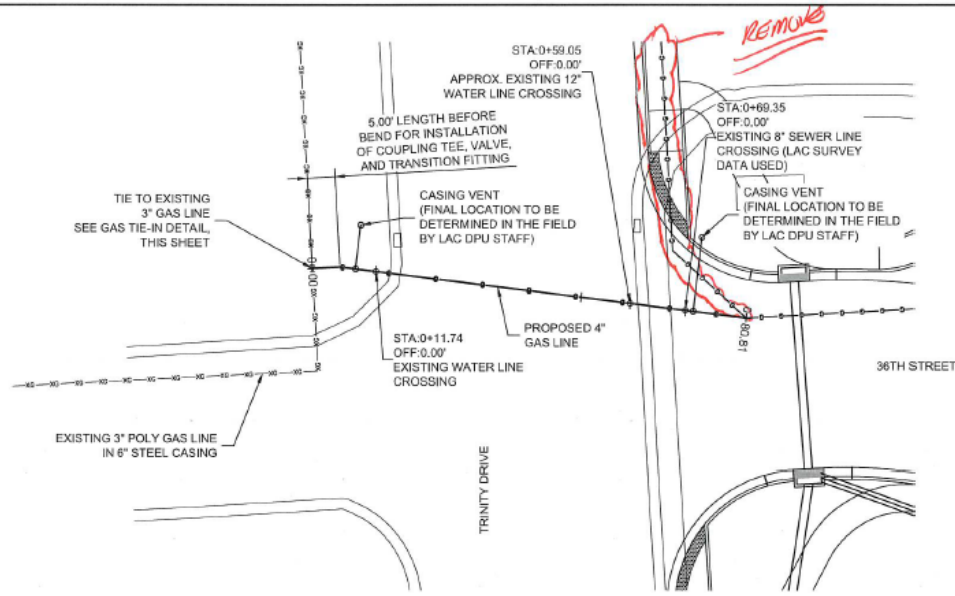 REMOVE
STA:0+59.05
OFF:0.00'
APPROX. EXISTING 12"
WATER LINE CROSSING
5.00' LENGTH BEFORE
BEND FOR INSTALLATION
OF COUPLING TEE, VALVE,
AND TRANSITION FITTING
STA:0+69.35
OFF:0.00'
EXISTING 8" SEWER LINE
CROSSING (LAC SURVEY
DATA USED)
TIE TO EXISTING
3" GAS LINE
SEE GAS TIE-IN DETAIL,
THIS SHEET
CASING VENT
(FINAL LOCATION TO BE
DETERMINED IN THE FIELD
BY LAC DPU STAFF)
CASING VENT
(FINAL LOCATION TO BE
DETERMINED IN THE FIELD
BY LAC DPU STAFF)
0+00
STA:0+11.74
OFF:0.00'
EXISTING WATER LINE
CROSSING
PROPOSED 4"
GAS LINE
80.81
36TH STREET
EXISTING 3" POLY GAS LINE
IN 6" STEEL CASING
TRINITY DRIVE